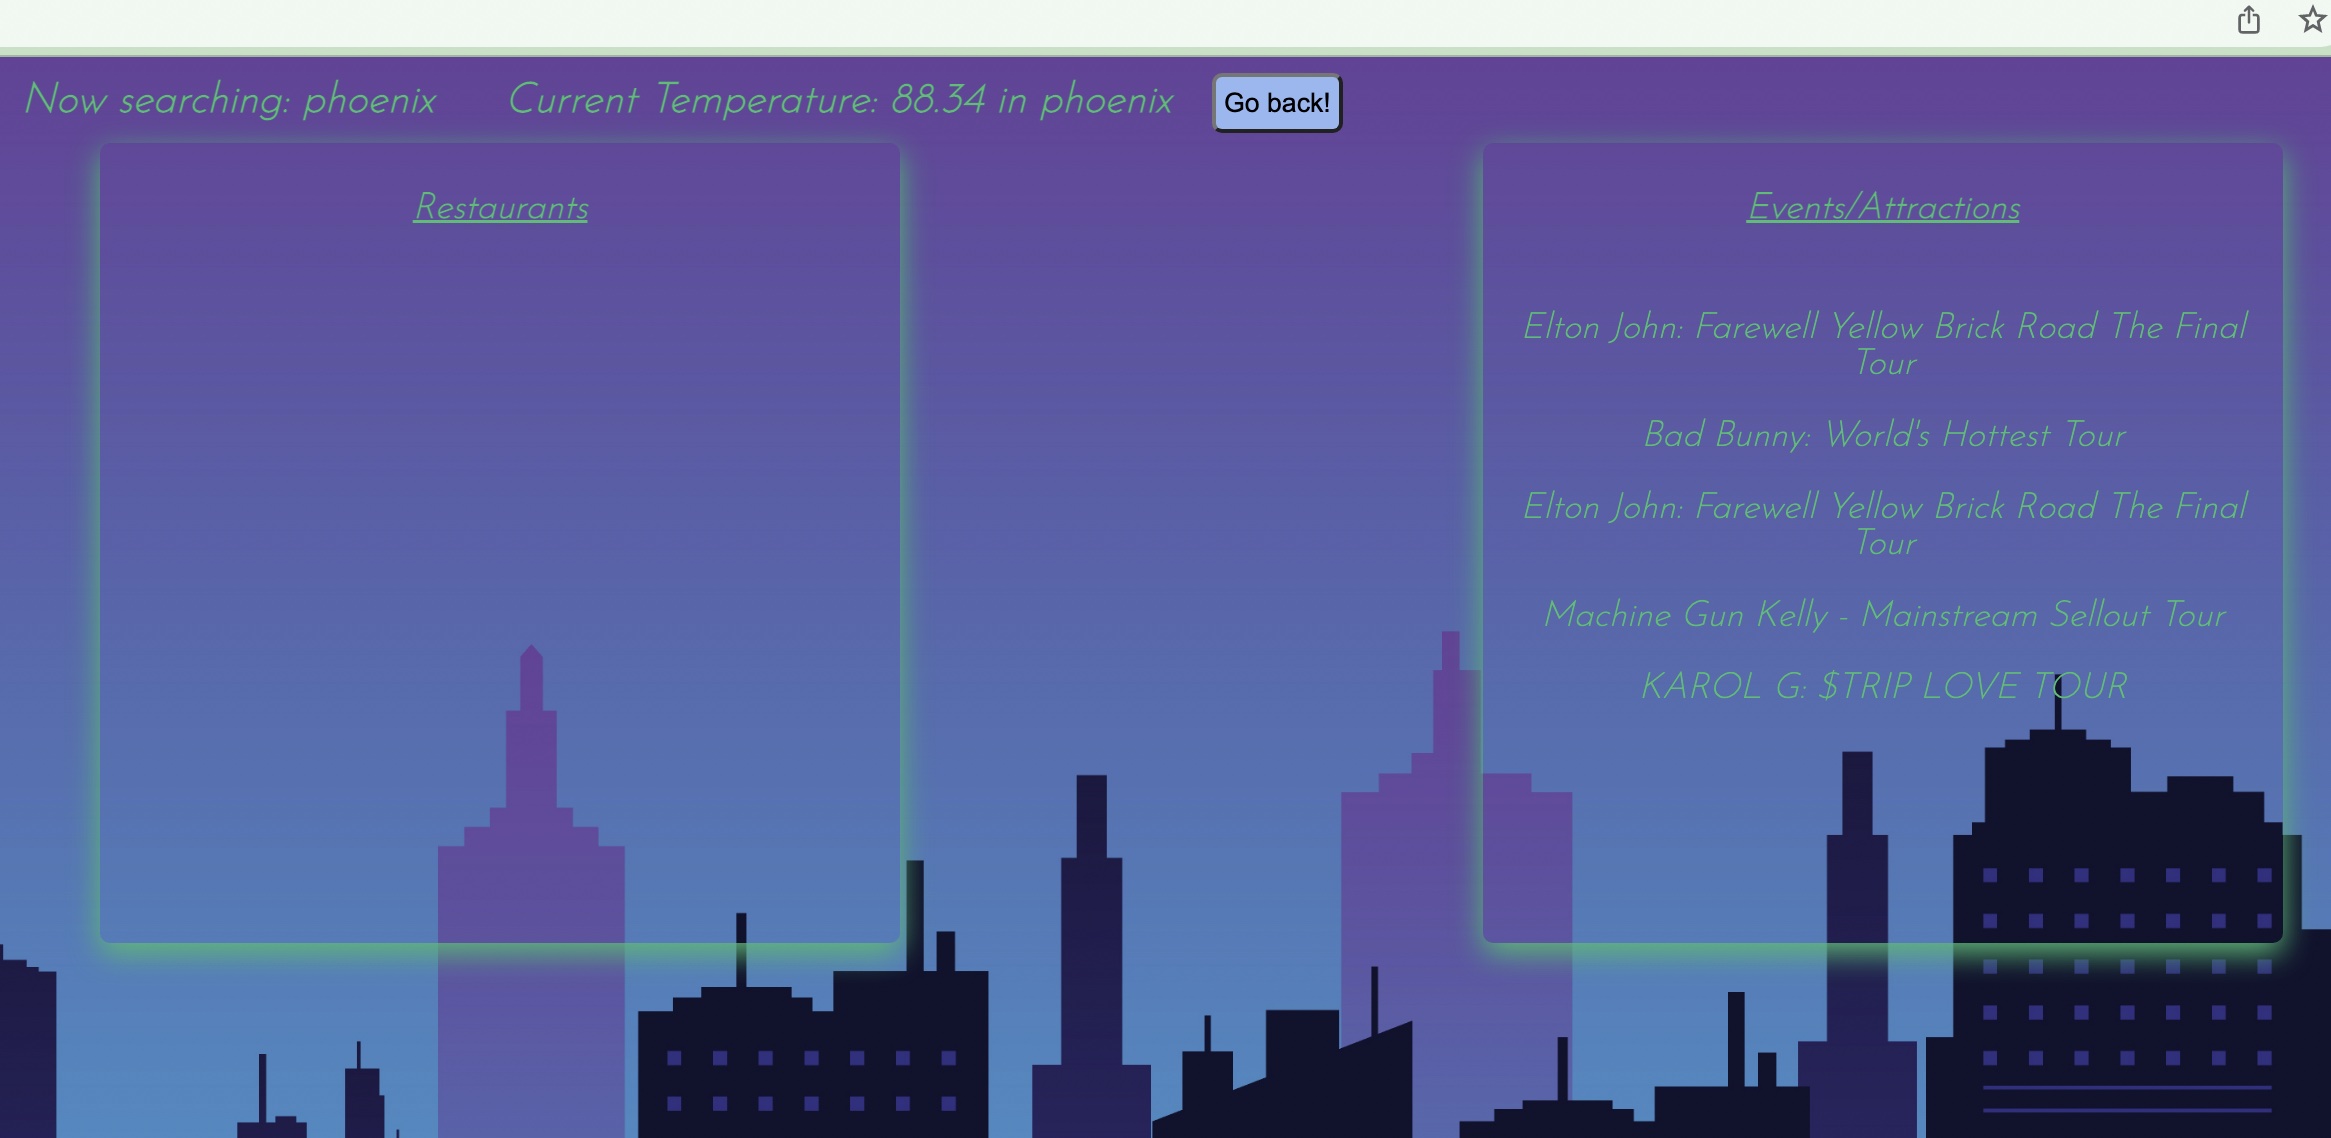 Now searching: phoenix
Current Temperature: 88.34 in phoenix
Go back!
Restaurants
Events/Attractions
Elton John: Farewell Yellow Brick Road The Final
Tour
Bad Bunny: World's Hottest Tour
Elton John: Farewell Yellow Brick Road The Final
Tour
Machine Gun Kelly - Mainstream Sellout Tour
KAROL G: $TRIP LOVE TOUR